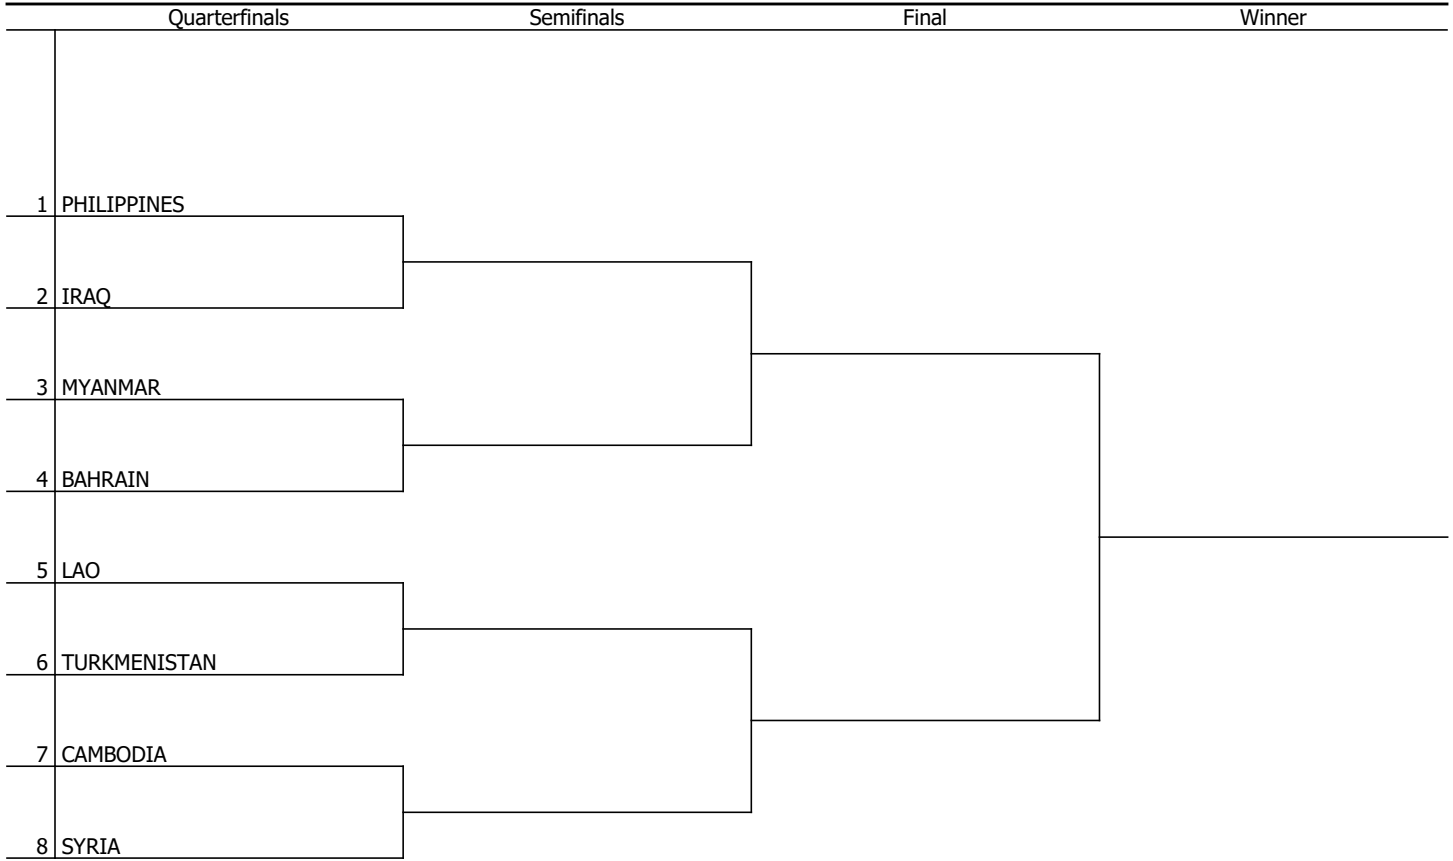 Quarterfinals Semifinals Final Winner
1 PHILIPPINES
2 IRAQ
3 MYANMAR
4 BAHRAIN
5 LAO
6 TURKMENISTAN
7 CAMBODIA
8 SYRIA